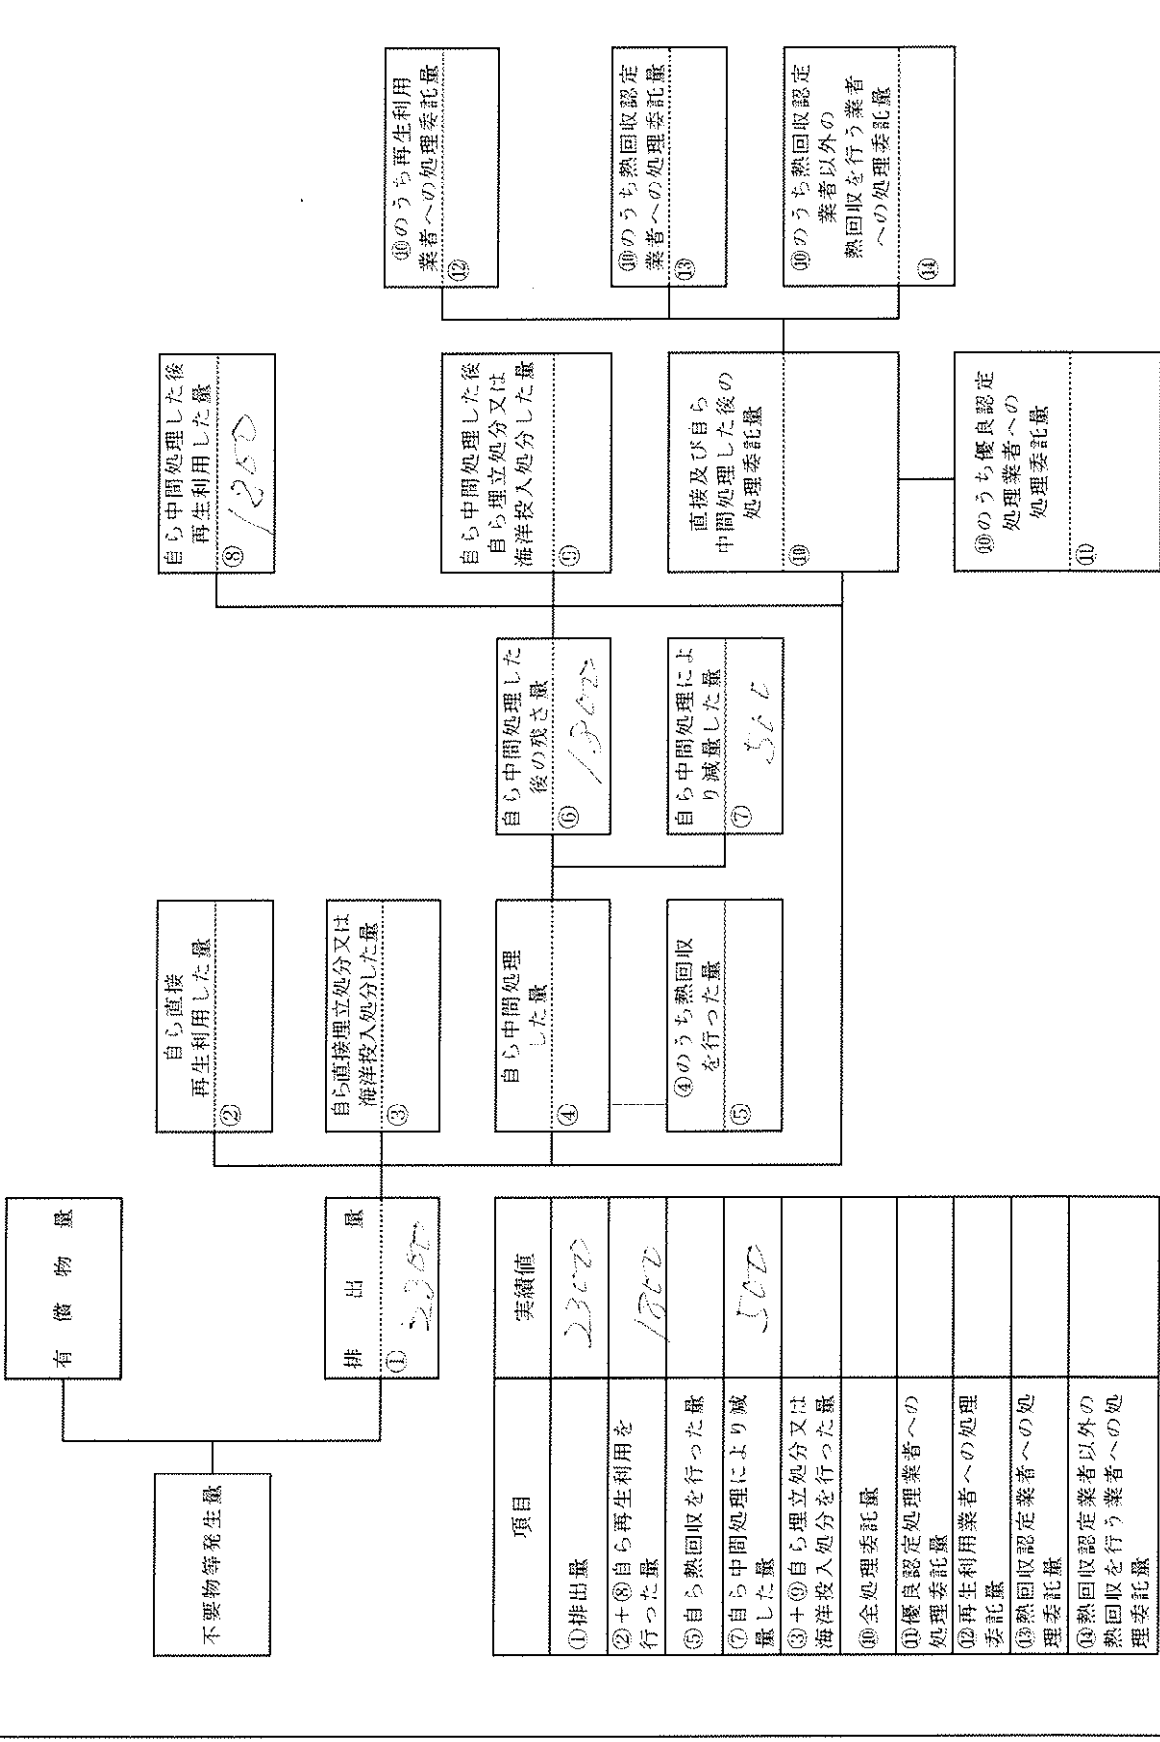 不要物等発生量
有償物量
排出量
①
2300
自ら直接
再生利用した量
②
自ら直接埋立処分又は
海洋投入処分した量
③
自ら中間処理
した量
④
④のうち熱回収
を行った量
⑤
自ら中間処理した
後の残さ量
⑥
1800
自ら中間処理によ
り減量した量
⑦
500
自ら中間処理した後
再生利用した量
⑧
1800
自ら中間処理した後
自ら埋立処分又は
海洋投入処分した量
⑨
直接及び自ら
中間処理した後の
処理委託量
⑩
⑩のうち優良認定
処理業者への
処理委託量
⑪
⑩のうち再生利用
業者への処理委託量
⑫
⑩のうち熱回収認定
業者への処理委託量
⑬
⑩のうち熱回収認定
業者以外の
熱回収を行う業者
への処理委託量
⑭
項目
実績値
①排出量
2300
②+⑧自ら再生利用を
行った量
1800
⑤自ら熱回収を行った量
⑦自ら中間処理により減
量した量
500
③+⑨自ら埋立処分又は
海洋投入処分を行った量
⑩全処理委託量
⑪優良認定処理業者への
処理委託量
⑫再生利用業者への処理
委託量
⑬熱回収認定業者への処
理委託量
⑭熱回収認定業者以外の
熱回収を行う業者への処
理委託量